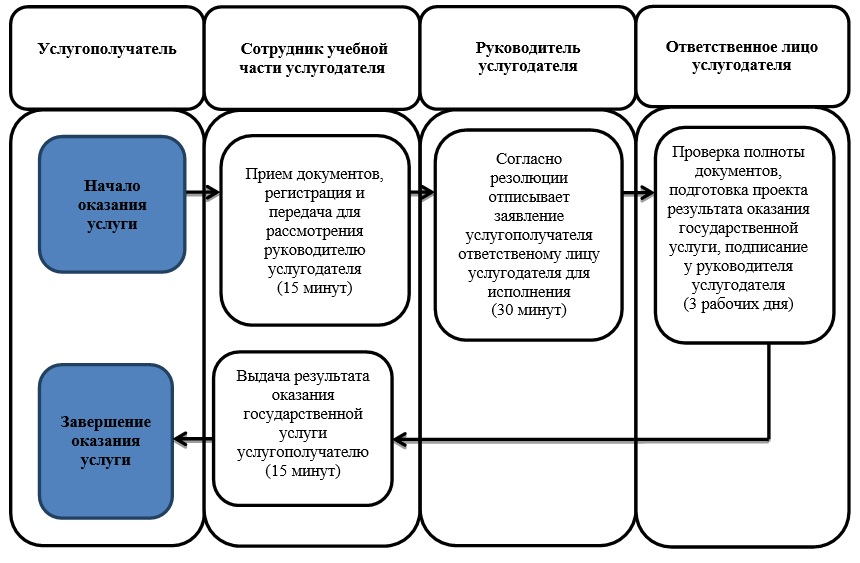 Услугополучатель
Сотрудник учебной
части услугодателя
Руководитель
услугодателя
Ответственное лицо
услугодателя
Начало
оказания
услуги
Прием документов,
регистрация и
передача для
рассмотрения
руководителю
услугодателя
(15 минут)
Согласно
резолюции
отписывает
заявление
услугополучателя
ответственому лицу
услугодателя для
исполнения
(30 минут)
Проверка полноты
документов,
подготовка проекта
результата оказания
государственной
услуги, подписание
у руководителя
услугодателя
(3 рабочих дня)
Завершение
оказания
услуги
Выдача результата
оказания
государственной
услуги
услугополучателю
(15 минут)